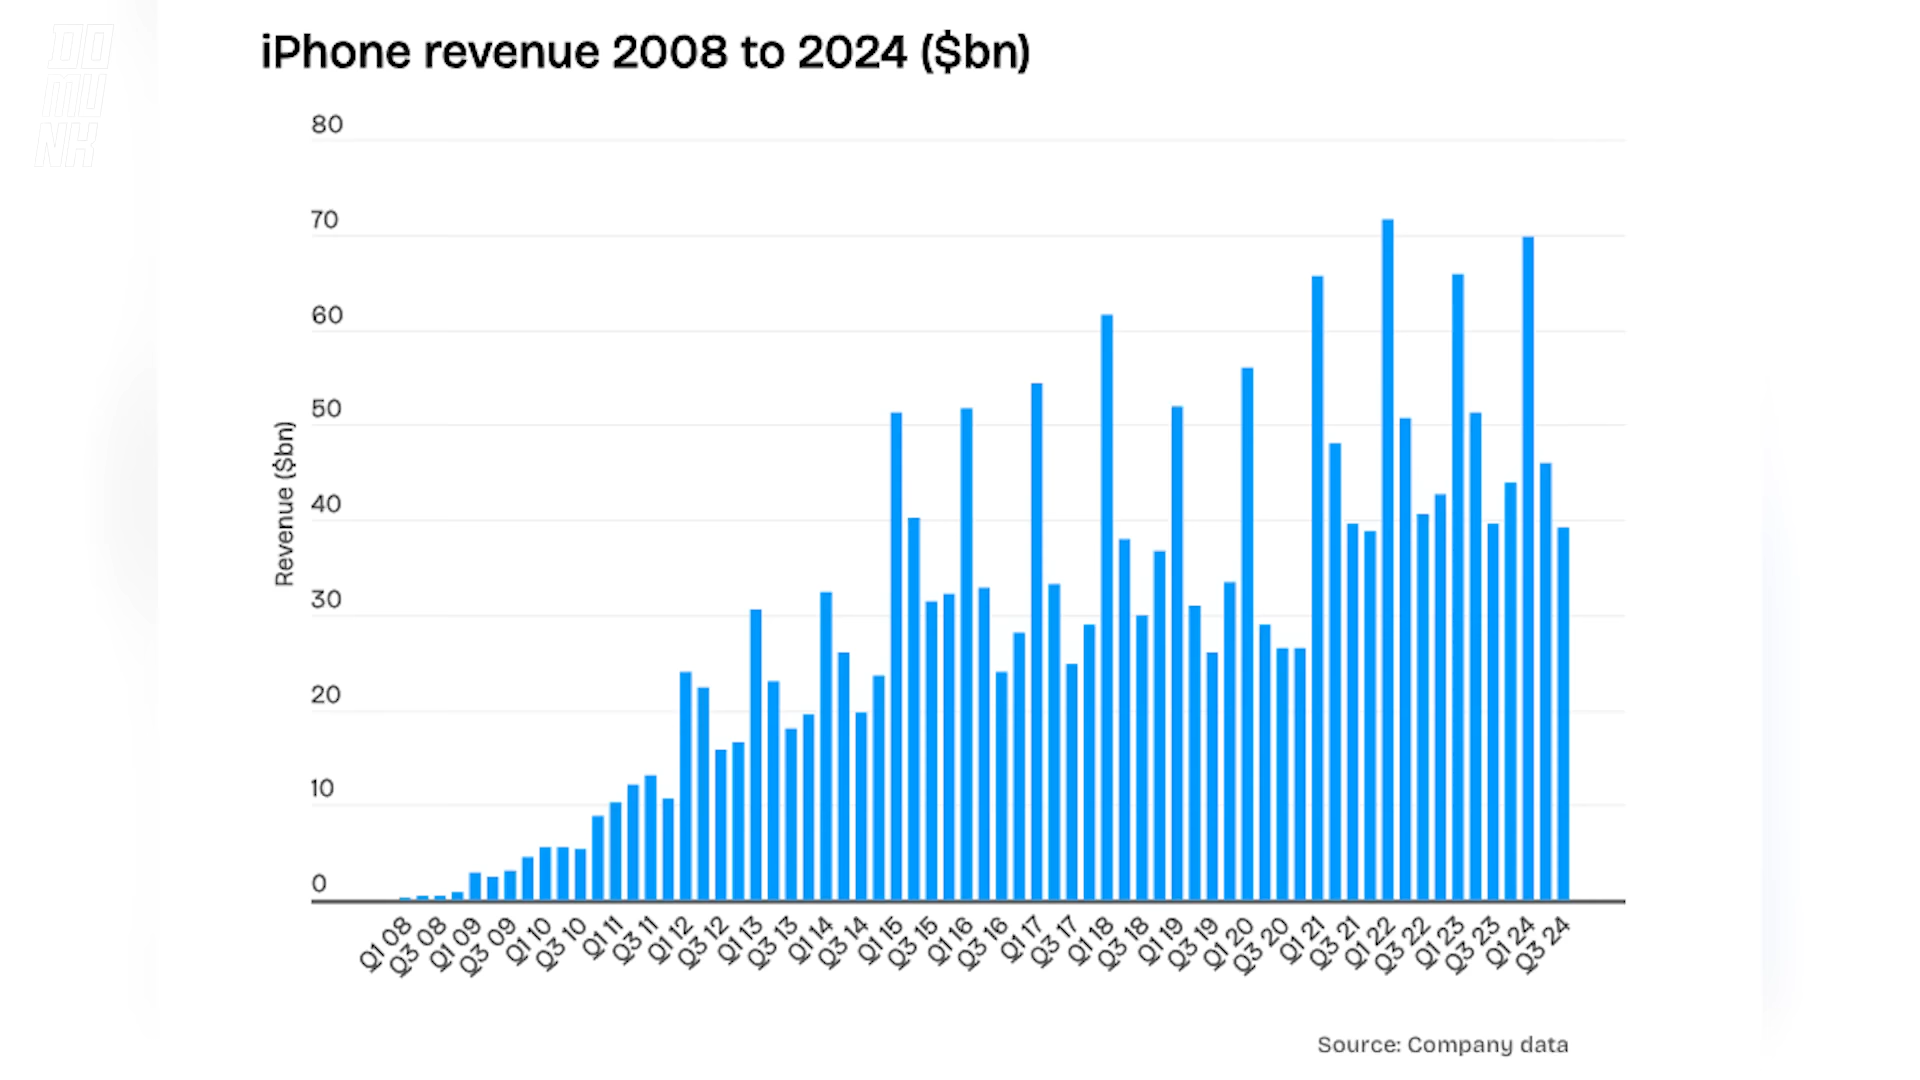 DO
MU
NK
iPhone revenue 2008 to 2024 ($bn)
80
70
60
50
40
30
20
10
0
Revenue ($bn)
Q1 08
Q3 08
Q1 09
Q3 09
Q1 10
Q3 10
Q1 11
Q3 11
Q1 12
Q3 12
Q1 13
Q3 13
Q1 14
Q3 14
Q1 15
Q3 15
Q1 16
Q3 16
Q1 17
Q3 17
Q1 18
Q3 18
Q1 19
Q3 19
Q1 20
Q3 20
Q1 21
Q3 21
Q1 22
Q3 22
Q1 23
Q3 23
Q1 24
Q3 24
Source: Company data